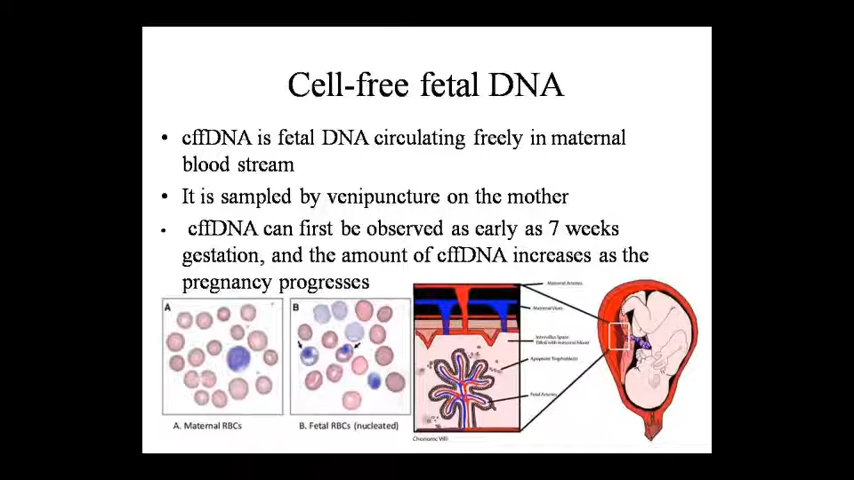 Cell-free fetal DNA
• cffDNA is fetal DNA circulating freely in maternal
blood stream
• It is sampled by venipuncture on the mother
• cffDNA can first be observed as early as 7 weeks
gestation, and the amount of cffDNA increases as the
pregnancy progresses
A
B
Maternal Arteries
Maternal Veins
Intervillus Space
filled with maternal blood
Apoptotic Trophoblasts
Fetal Arteries
Chorionic Villi
A. Maternal RBCs
B. Fetal RBCs (nucleated)